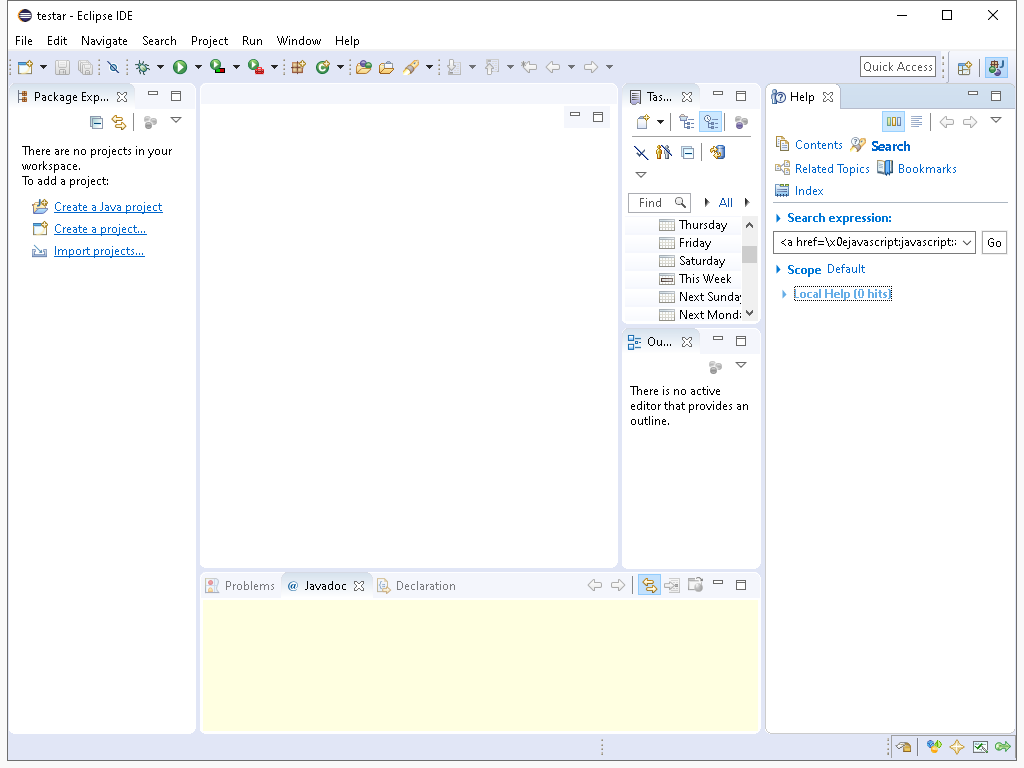 testar - Eclipse IDE
File Edit Navigate Search Project Run Window Help
Quick Access
Package Exp...
There are no projects in your
workspace.
To add a project:
Create a Java project
Create a project...
Import projects...
Tas...
Find All
Thursday
Friday
Saturday
This Week
Next Sunday
Next Mond
Ou...
There is no active
editor that provides an
outline.
Help
Contents Search
Related Topics Bookmarks
Index
Search expression:
<a href=\x0ejavascript:javascript: Go
Scope Default
Local Help (0 hits)
Problems @ Javadoc Declaration